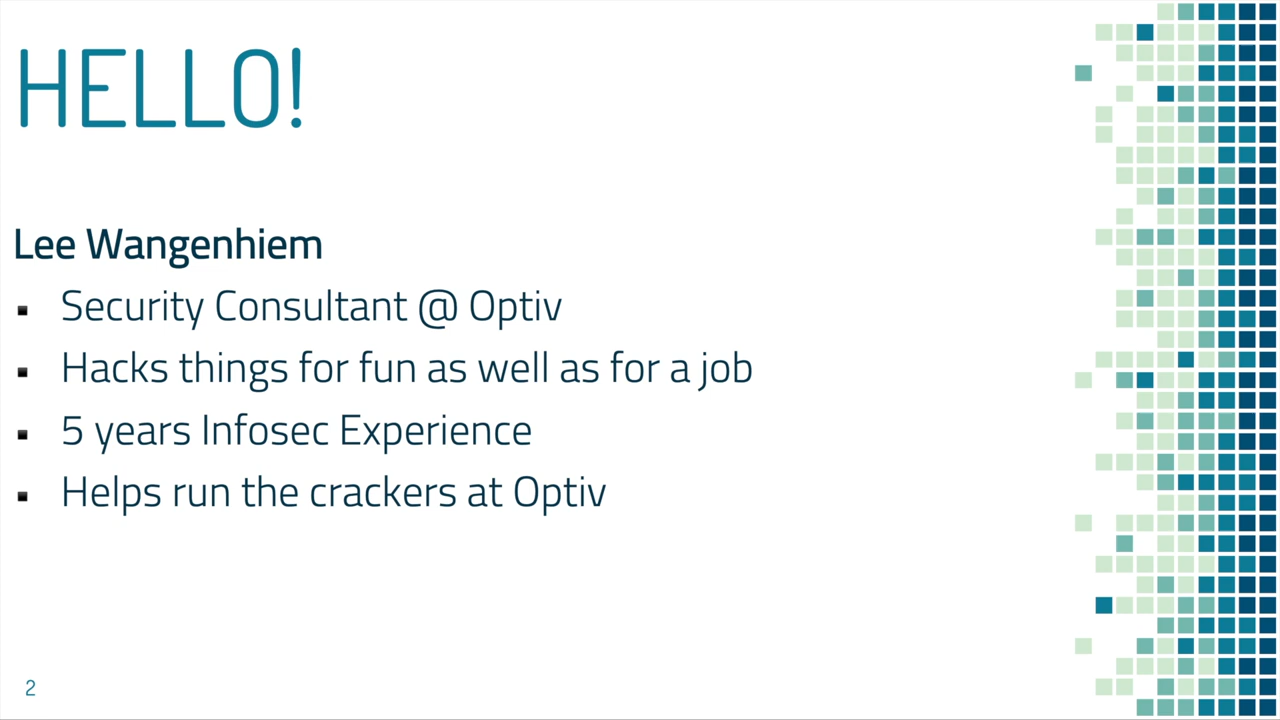 HELLO!
Lee Wangenhiem
▪ Security Consultant @ Optiv
▪ Hacks things for fun as well as for a job
▪ 5 years Infosec Experience
▪ Helps run the crackers at Optiv
2